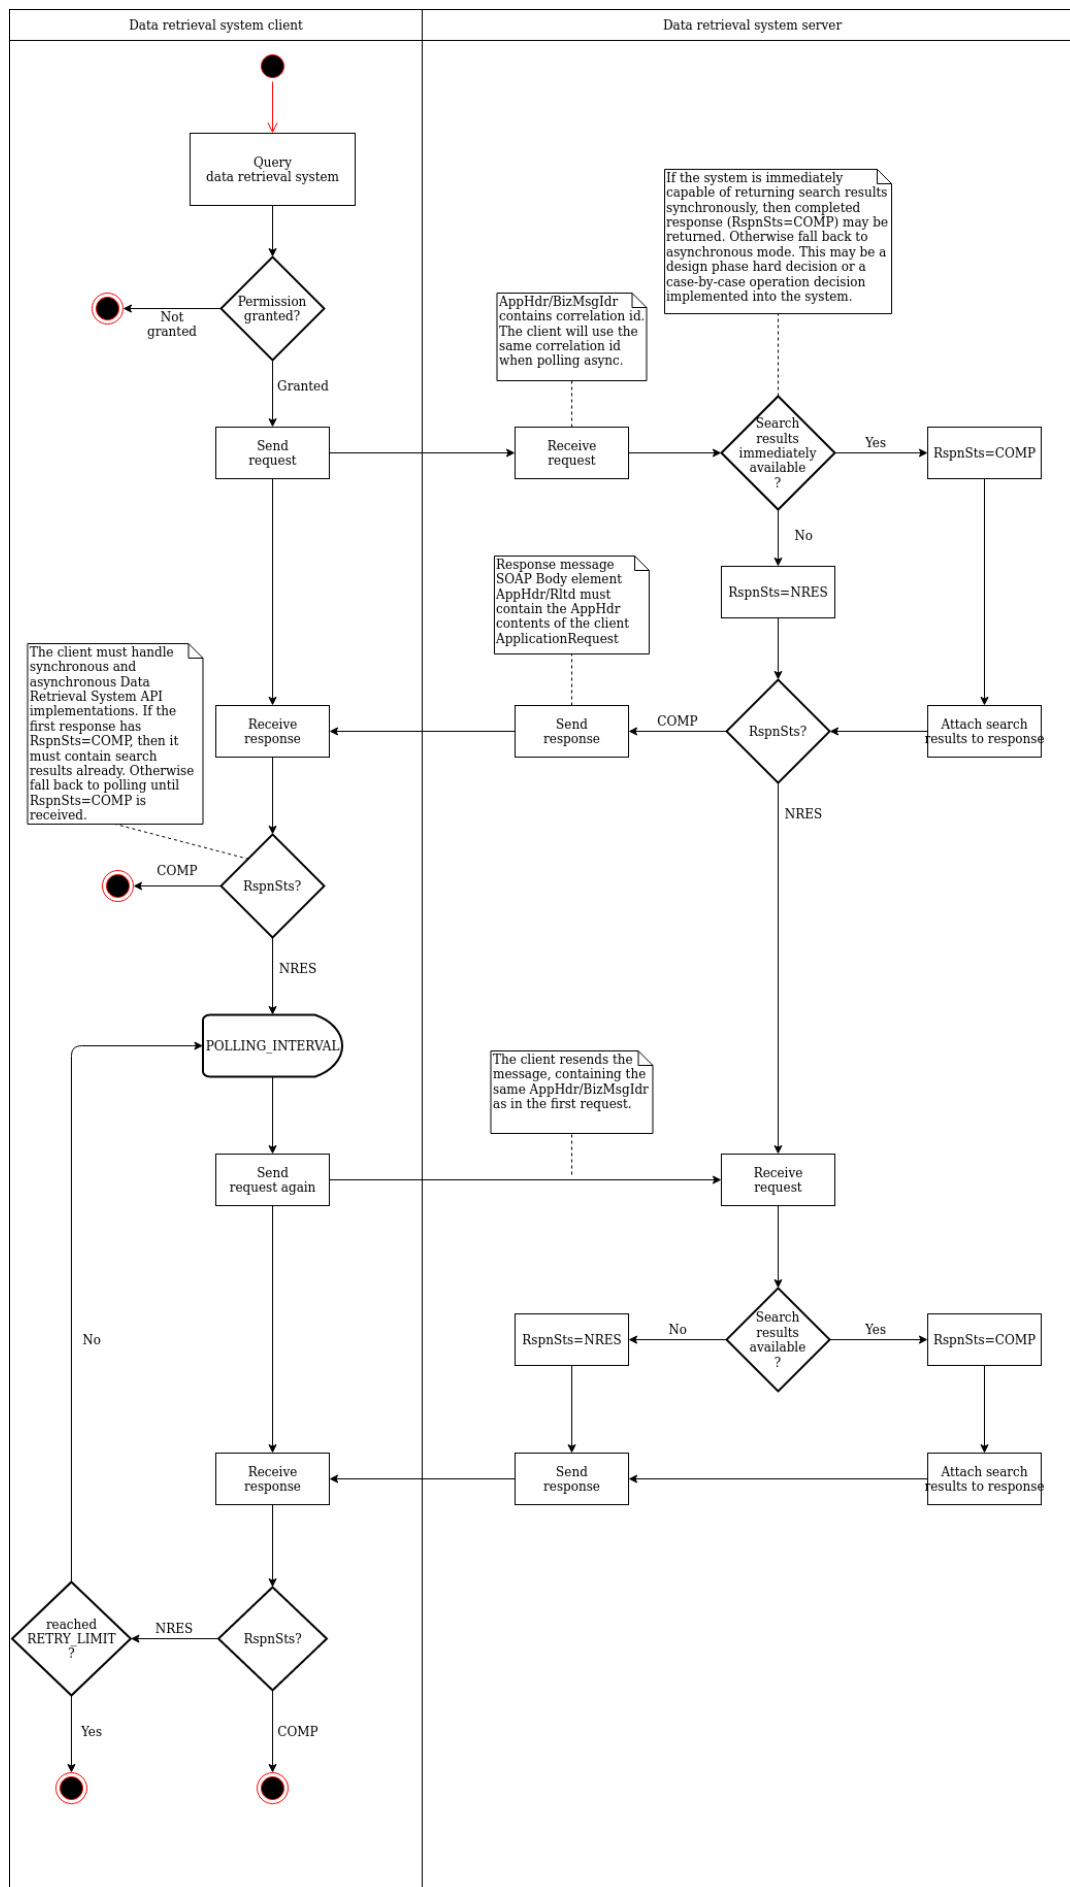 Data retrieval system client
Data retrieval system server
Query
data retrieval system
If the system is immediately
capable of returning search results
synchronously, then completed
response (RspnSts=COMP) may be
returned. Otherwise fall back to
asynchronous mode. This may be a
design phase hard decision or a
case-by-case operation decision
implemented into the system.
Permission
granted?
Not
granted
Granted
AppHdr/BizMsgIdr
contains correlation id.
The client will use the
same correlation id
when polling async.
Send
request
Receive
request
Search
results
immediately
available
?
Yes
RspnSts=COMP
No
RspnSts=NRES
Response message
SOAP Body element
AppHdr/Rltd must
contain the AppHdr
contents of the client
ApplicationRequest
The client must handle
synchronous and
asynchronous Data
Retrieval System API
implementations. If the
first response has
RspnSts=COMP, then it
must contain search
results already. Otherwise
fall back to polling until
RspnSts=COMP is
received.
Receive
response
Send
response
COMP
RspnSts?
Attach search
results to response
NRES
COMP
RspnSts?
NRES
POLLING_INTERVAL
The client resends the
message, containing the
same AppHdr/BizMsgIdr
as in the first request.
Send
request again
Receive
request
No
RspnSts=NRES
No
Search
results
available
?
Yes
RspnSts=COMP
Receive
response
Send
response
Attach search
results to response
reached
RETRY_LIMIT
?
NRES
RspnSts?
Yes
COMP